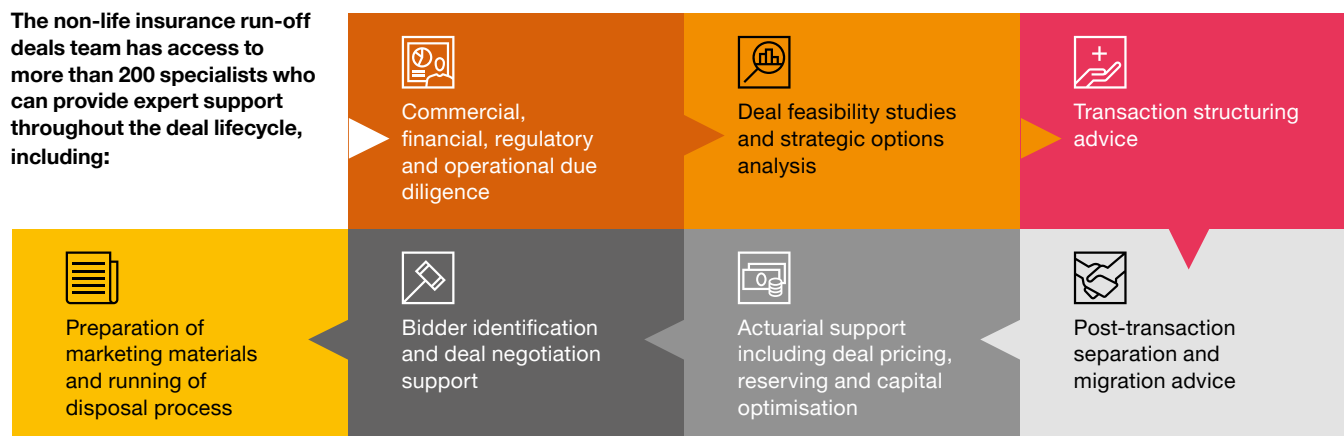 The non-life insurance run-off
deals team has access to
more than 200 specialists who
can provide expert support
throughout the deal lifecycle,
including:
Commercial,
financial, regulatory
and operational due
diligence
Deal feasibility studies
and strategic options
analysis
Transaction structuring
advice
Post-transaction
separation and
migration advice
Actuarial support
including deal pricing,
reserving and capital
optimisation
Bidder identification
and deal negotiation
support
Preparation of
marketing materials
and running of
disposal process